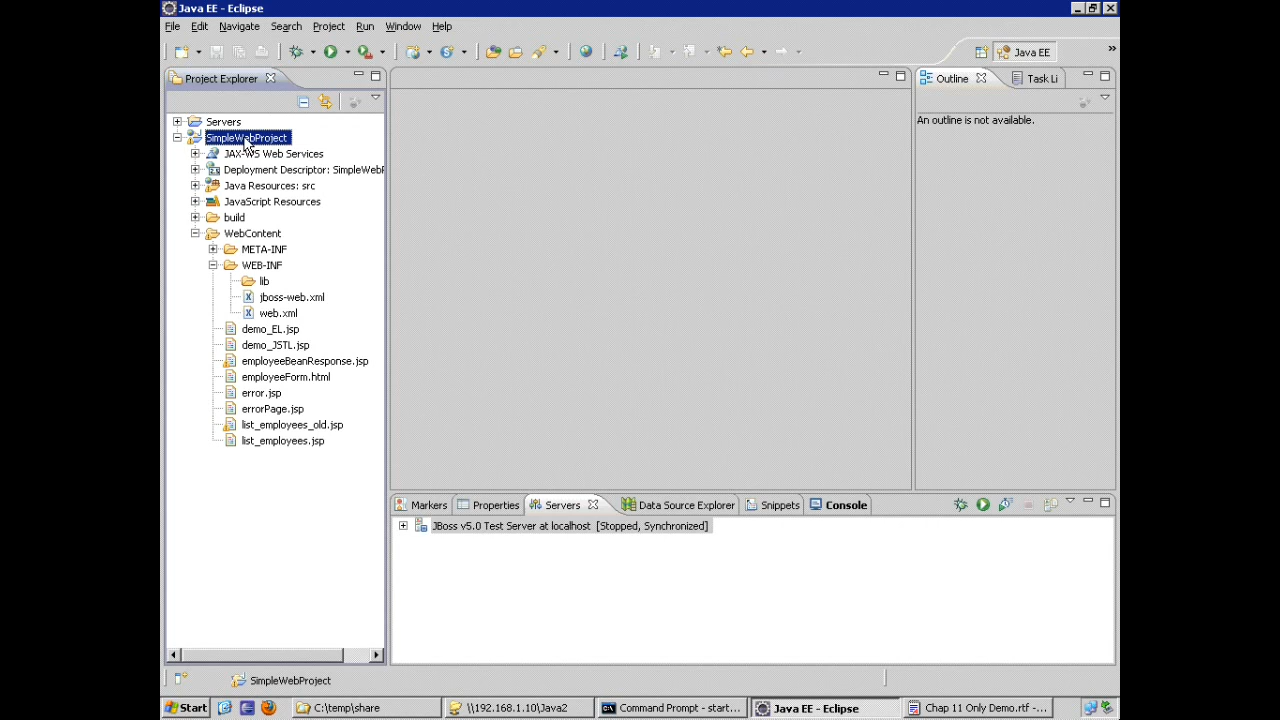 Java EE - Eclipse
File Edit Navigate Search Project Run Window Help
Java EE
Project Explorer
Servers
SimpleWebProject
JAX-WS Web Services
Deployment Descriptor: SimpleWebP
Java Resources: src
JavaScript Resources
build
WebContent
META-INF
WEB-INF
lib
jboss-web.xml
web.xml
demo_EL.jsp
demo_JSTL.jsp
employeeBeanResponse.jsp
employeeForm.html
error.jsp
errorPage.jsp
list_employees_old.jsp
list_employees.jsp
Outline Task Li
An outline is not available.
Markers Properties Servers Data Source Explorer Snippets Console
JBoss v5.0 Test Server at localhost [Stopped, Synchronized]
SimpleWebProject
Start C:\temp\share \\192.168.1.10\Java2 Command Prompt - start... Java EE - Eclipse Chap 11 Only Demo.rtf - ...